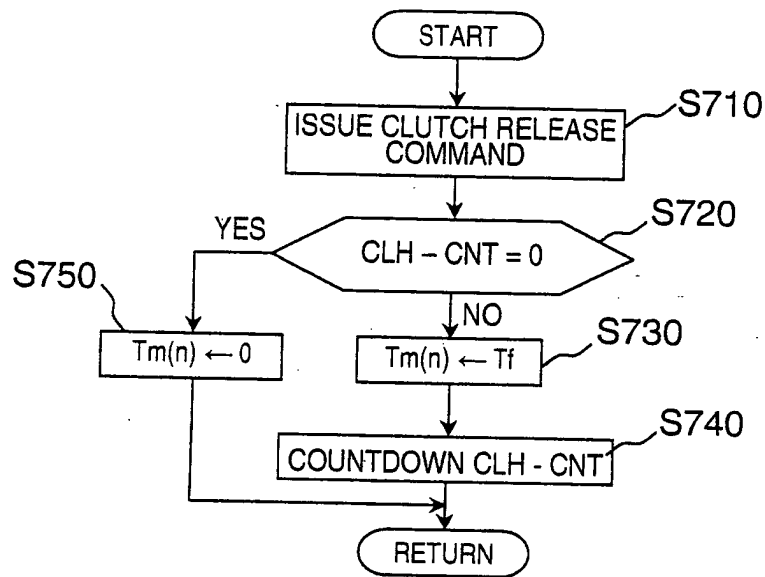 START
ISSUE CLUTCH RELEASE
COMMAND
S710
S720
YES
CLH – CNT = 0
S750
NO
Tm(n) ← 0
Tm(n) ← Tf
S730
S740
COUNTDOWN CLH - CNT
RETURN